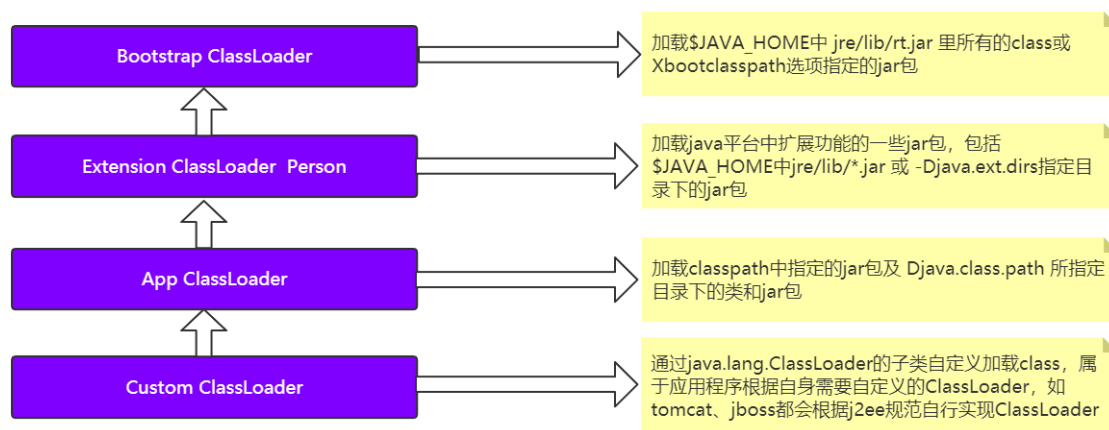 Bootstrap ClassLoader
加载$JAVA_HOME中 jre/lib/rt.jar 里所有的class或
Xbootclasspath选项指定的jar包
Extension ClassLoader  Person
加载java平台中扩展功能的一些jar包，包括
$JAVA_HOME中jre/lib/*.jar 或 -Djava.ext.dirs指定目
录下的jar包
App ClassLoader
加载classpath中指定的jar包及 Djava.class.path 所指定
目录下的类和jar包
Custom ClassLoader
通过java.lang.ClassLoader的子类自定义加载class，属
于应用程序根据自身需要自定义的ClassLoader，如
tomcat、jboss都会根据j2ee规范自行实现ClassLoader